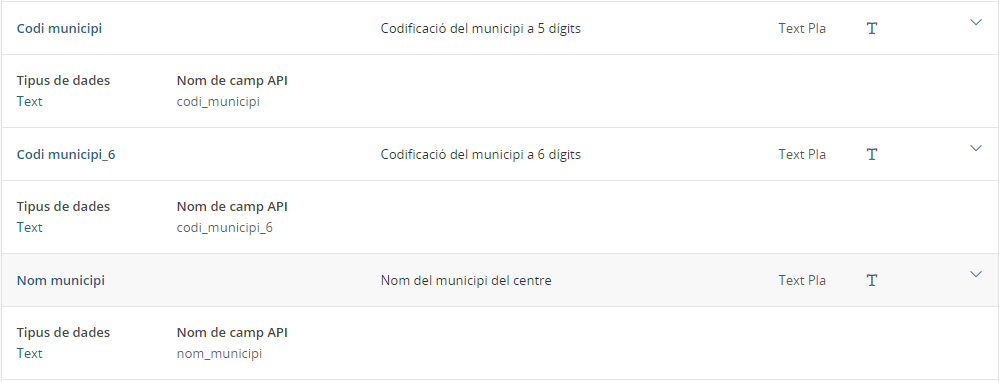 Codi municipi Codificació del municipi a 5 dígits Text Pla T
Tipus de dades Nom de camp API
Text codi_municipi
Codi municipi_6 Codificació del municipi a 6 dígits Text Pla T
Tipus de dades Nom de camp API
Text codi_municipi_6
Nom municipi Nom del municipi del centre Text Pla T
Tipus de dades Nom de camp API
Text nom_municipi